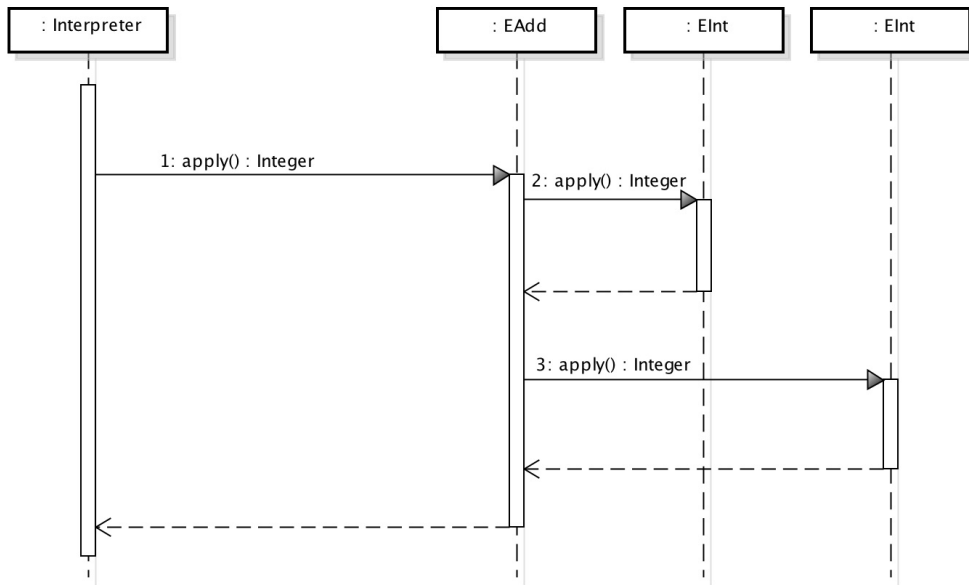 : Interpreter
: EAdd
: EInt
: EInt
1: apply() : Integer
2: apply() : Integer
3: apply() : Integer